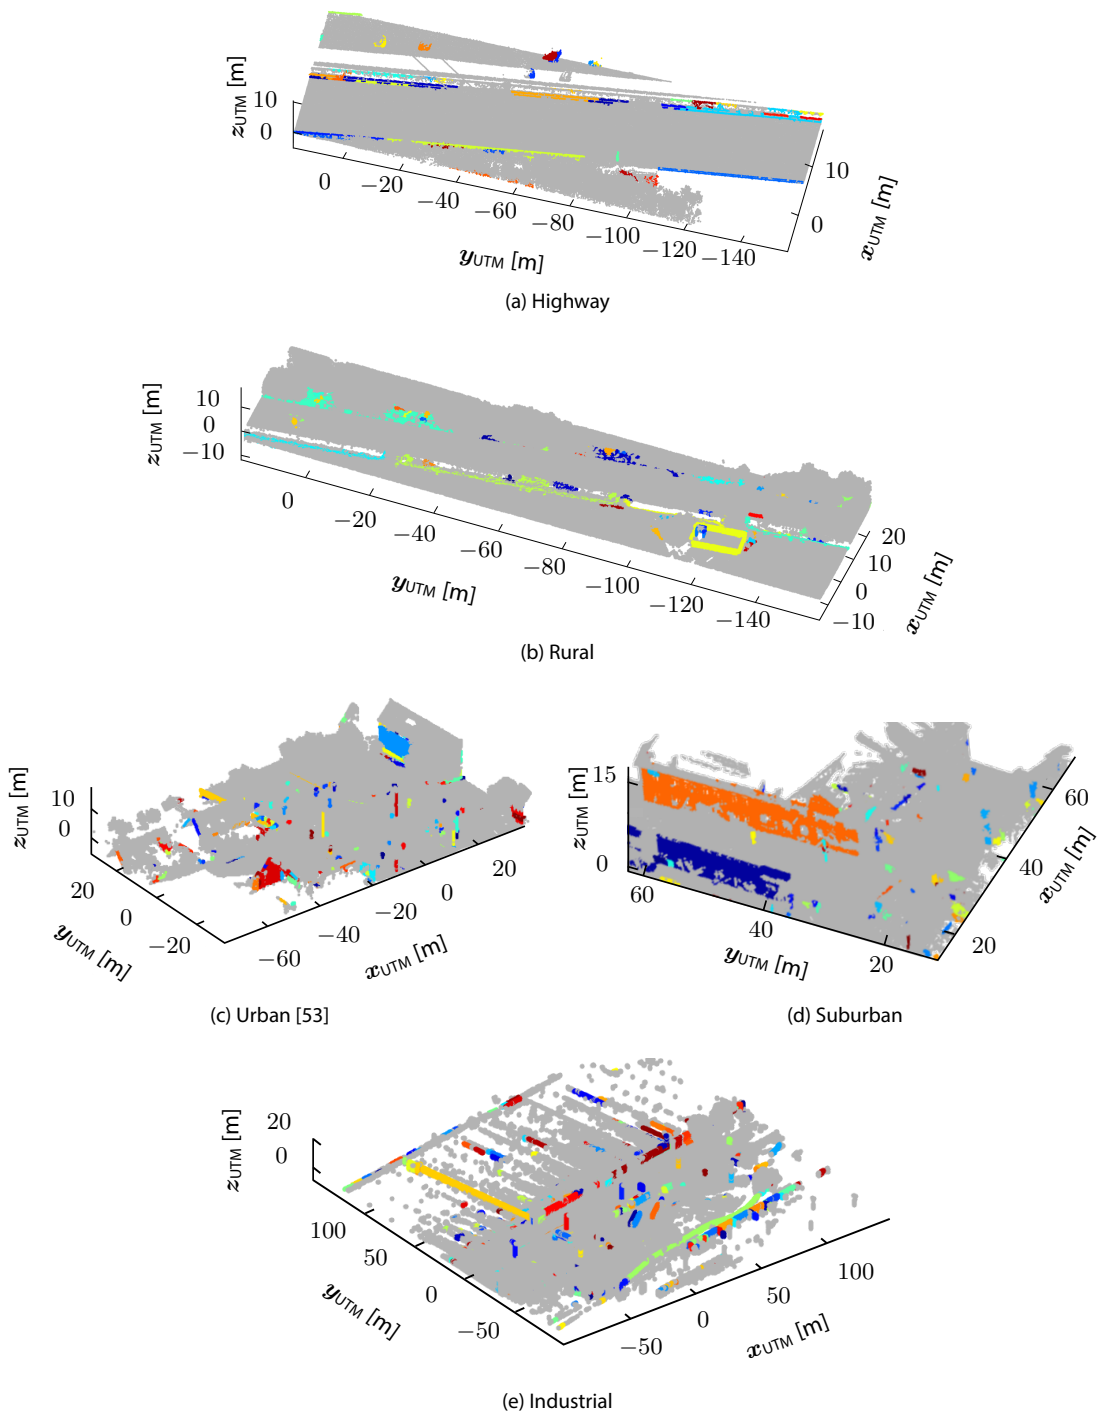 z_UTM [m]
10
0
0
−20
−40
−60
−80
−100
−120
−140
10
0
y_UTM [m]
x_UTM [m]
(a) Highway
z_UTM [m]
10
0
−10
0
−20
−40
−60
−80
−100
−120
−140
20
10
0
−10
y_UTM [m]
x_UTM [m]
(b) Rural
z_UTM [m]
10
0
20
0
−20
y_UTM [m]
−60
−40
−20
0
20
x_UTM [m]
(c) Urban [53]
z_UTM [m]
15
0
60
40
20
y_UTM [m]
20
40
60
x_UTM [m]
(d) Suburban
z_UTM [m]
20
0
100
50
0
−50
y_UTM [m]
−50
0
50
100
x_UTM [m]
(e) Industrial